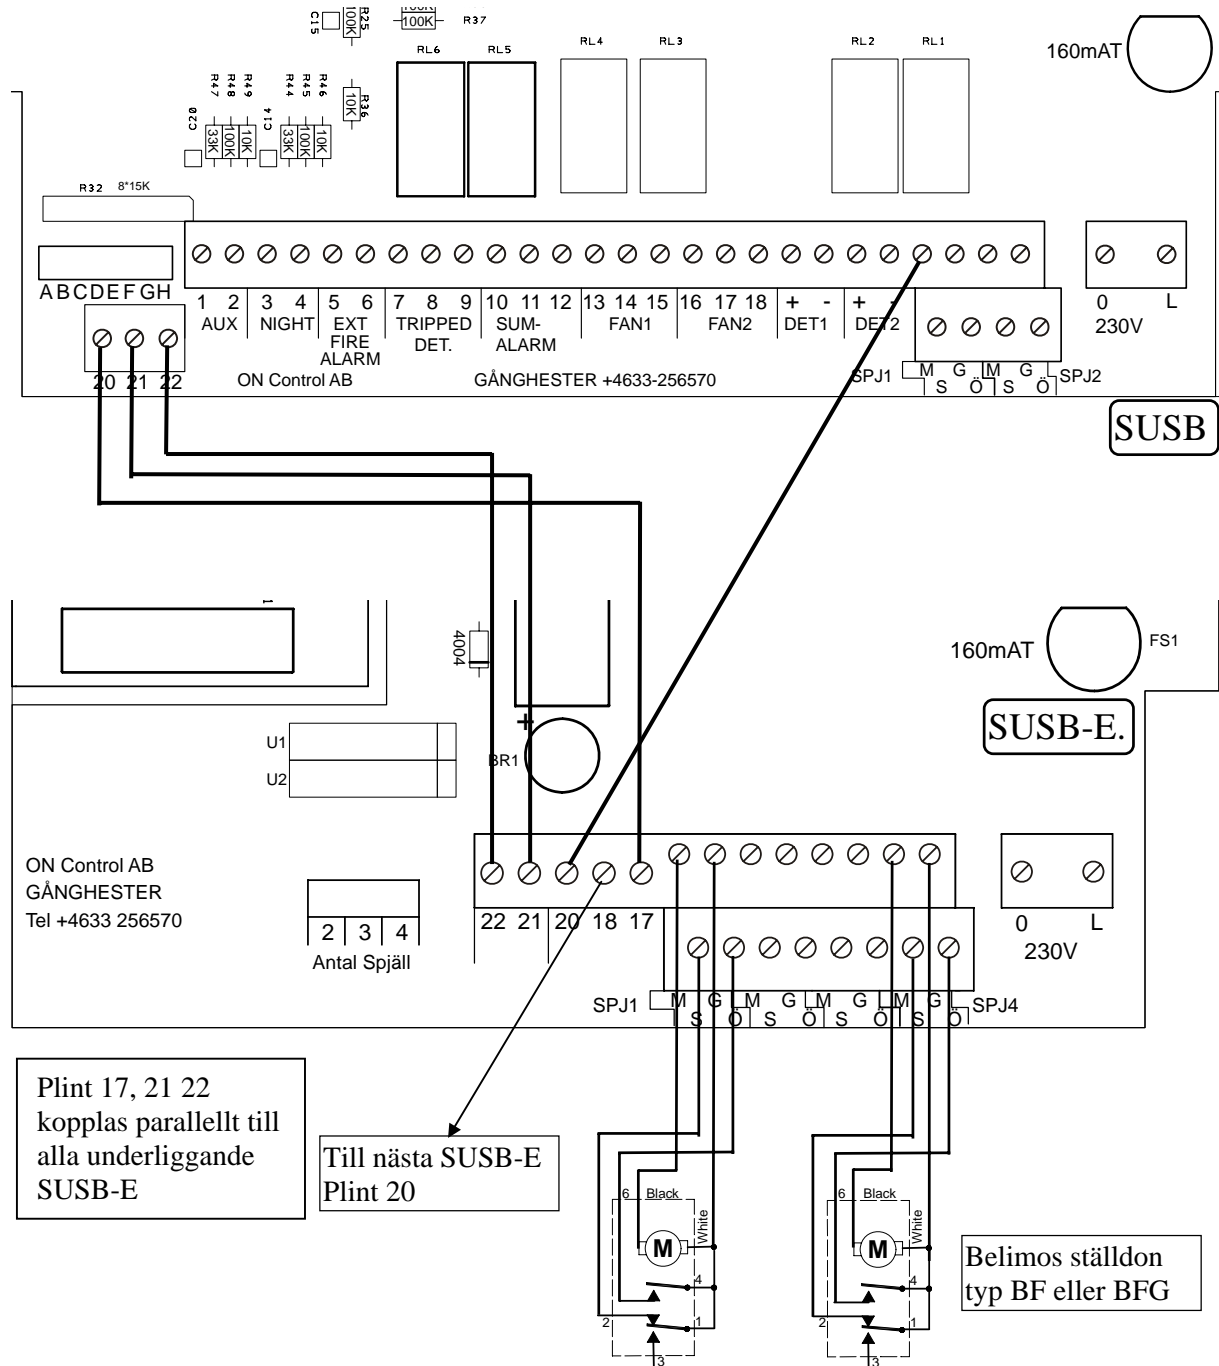 C15
R25
100K
100K
100K
R37
RL6
RL5
RL4
RL3
RL2
RL1
160mAT
R47
R48
R49
R44
R45
R46
R36
10K
C20
C14
33K
100K
10K
33K
100K
10K
R32 8*15K
ABCDEFGH
1 2 3 4 5 6 7 8 9 10 11 12 13 14 15 16 17 18 + - + -
AUX NIGHT EXT FIRE ALARM TRIPPED DET. SUM-ALARM FAN1 FAN2 DET1 DET2
0 L
230V
20 21 22
ON Control AB GÅNGHESTER +4633-256570
SPJ1 M G M G SPJ2
S Ö S Ö
SUSB
4004
160mAT
FS1
SUSB-E.
+
BR1
U1
U2
ON Control AB
GÅNGHESTER
Tel +4633 256570
2 3 4
Antal Spjäll
22 21 20 18 17
0 L
230V
SPJ1 M G M G M G M G SPJ4
S Ö S Ö S Ö S Ö
Plint 17, 21 22
kopplas parallellt till
alla underliggande
SUSB-E
Till nästa SUSB-E
Plint 20
6 Black
White
M
4
2
1
3
6 Black
White
M
4
2
1
3
Belimos ställdon
typ BF eller BFG